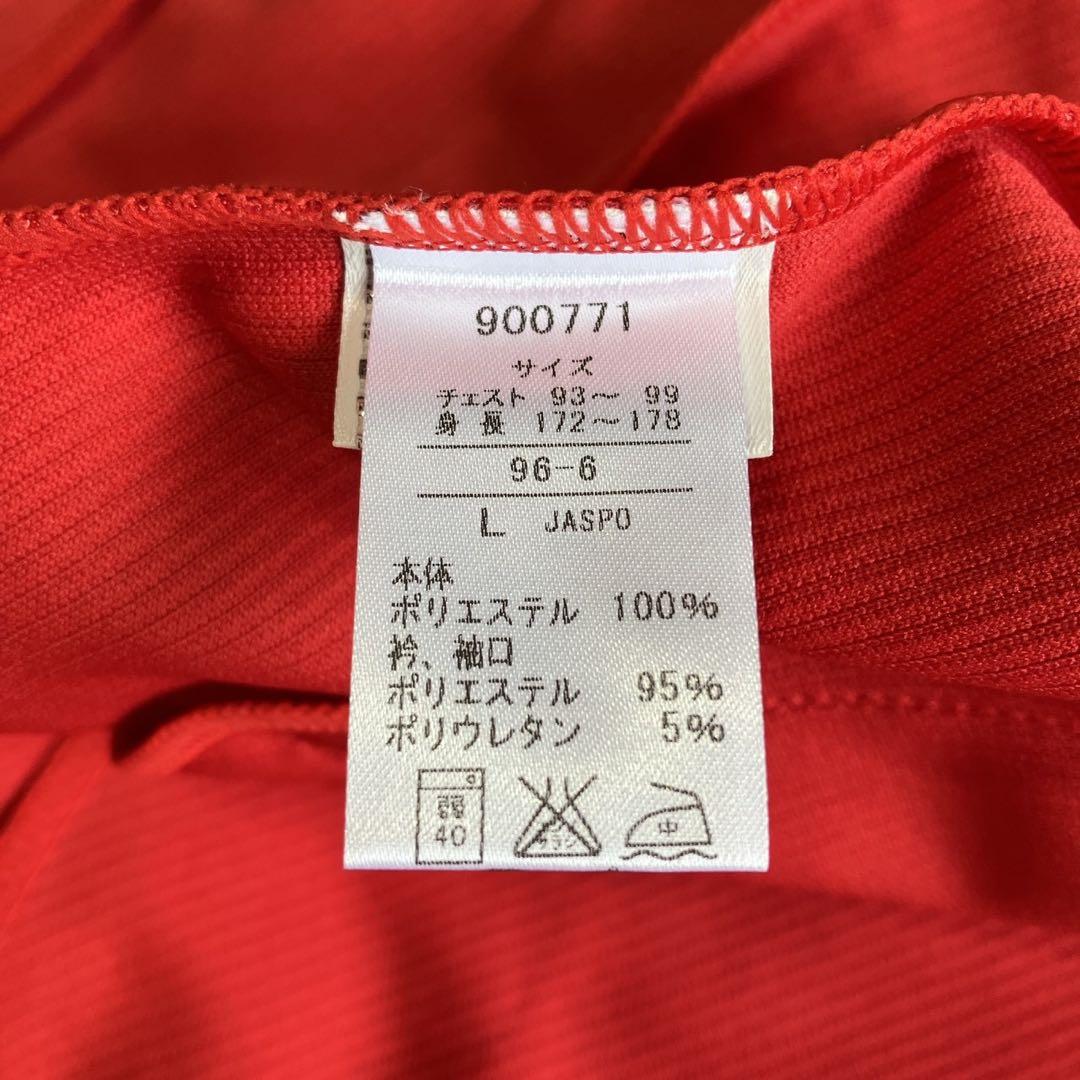 900771
サイズ
チェスト 93～ 99
身長 172～178
96-6
L JASPO
本体
ポリエステル 100%
衿、袖口
ポリエステル 95%
ポリウレタン 5%
弱
40
中